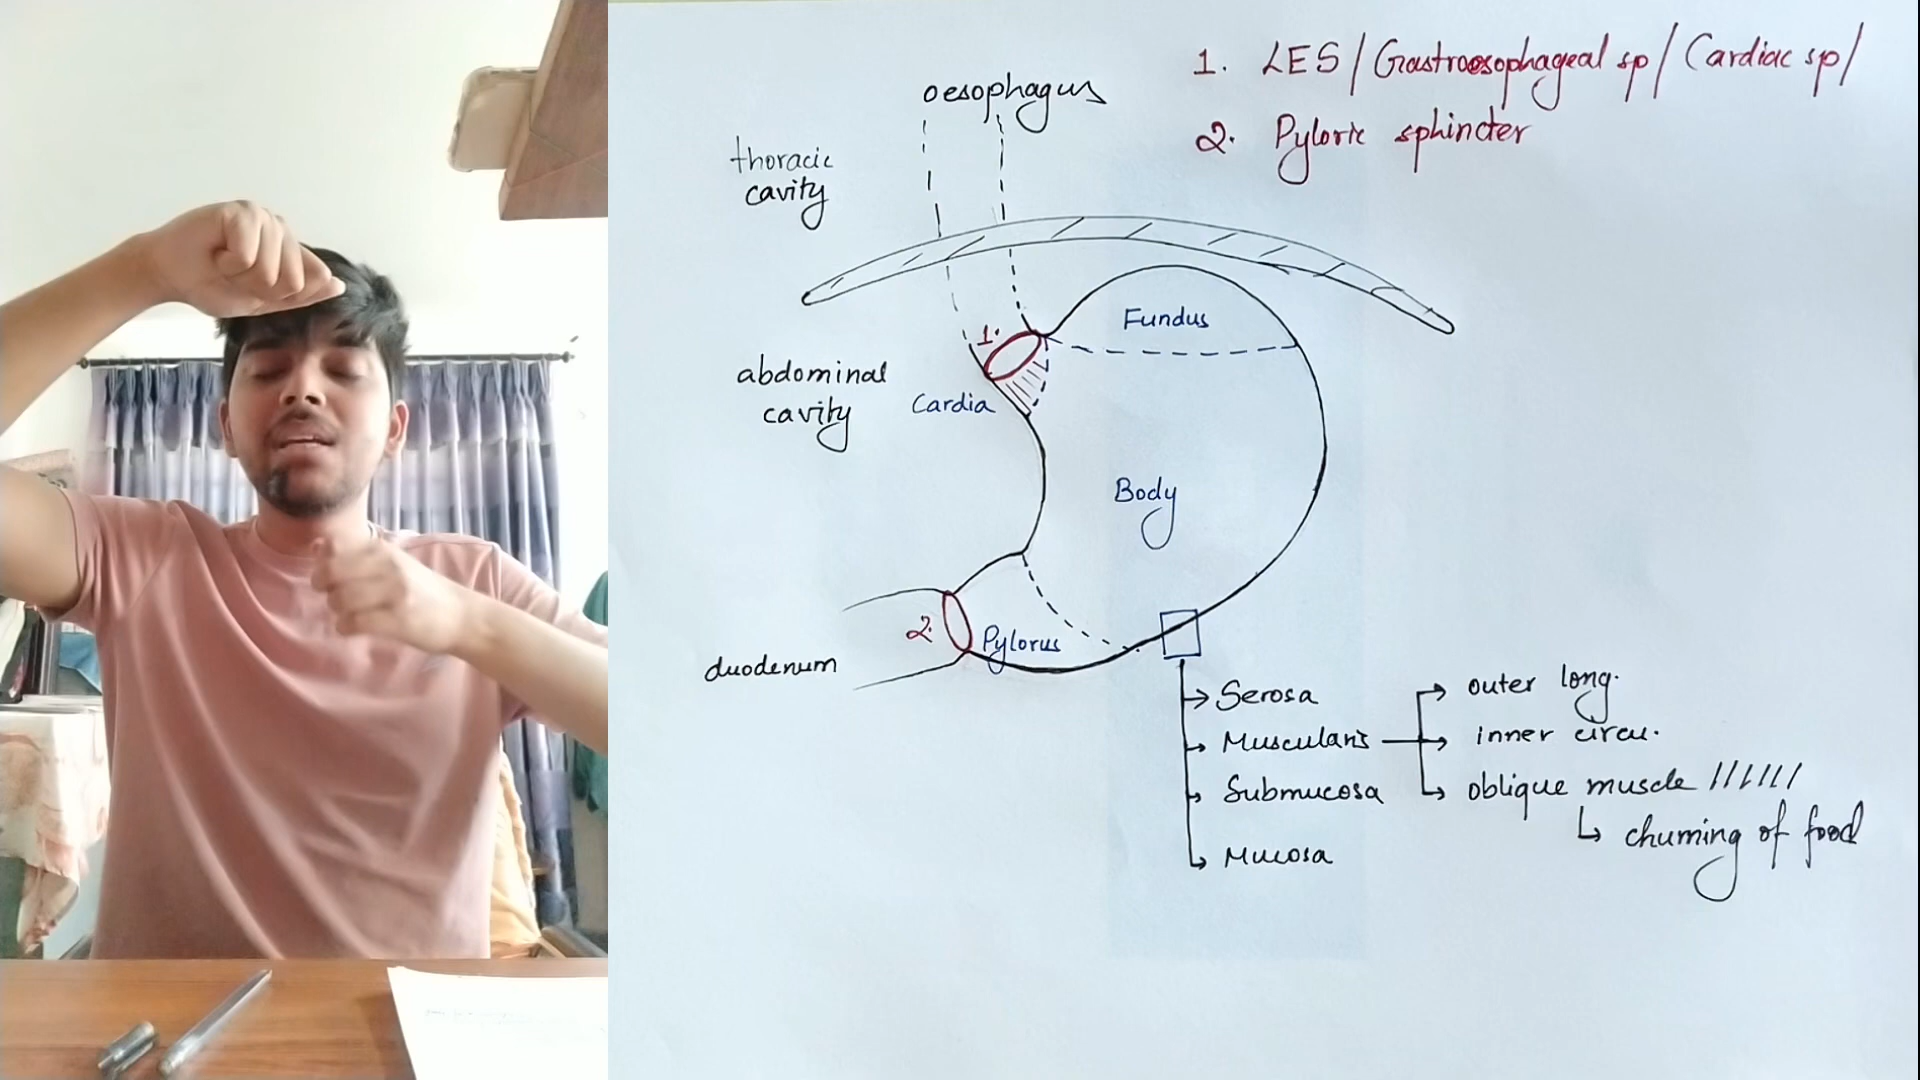 1. LES/Gastroesophageal sp/Cardiac sp/
2. Pyloric sphincter
oesophagus
thoracic
cavity
1.
Fundus
abdominal
cavity
Cardia
Body
2.
Pylorus
duodenum
Serosa
Muscularis
Submucosa
Mucosa
outer long.
inner circu.
oblique muscle
churning of food